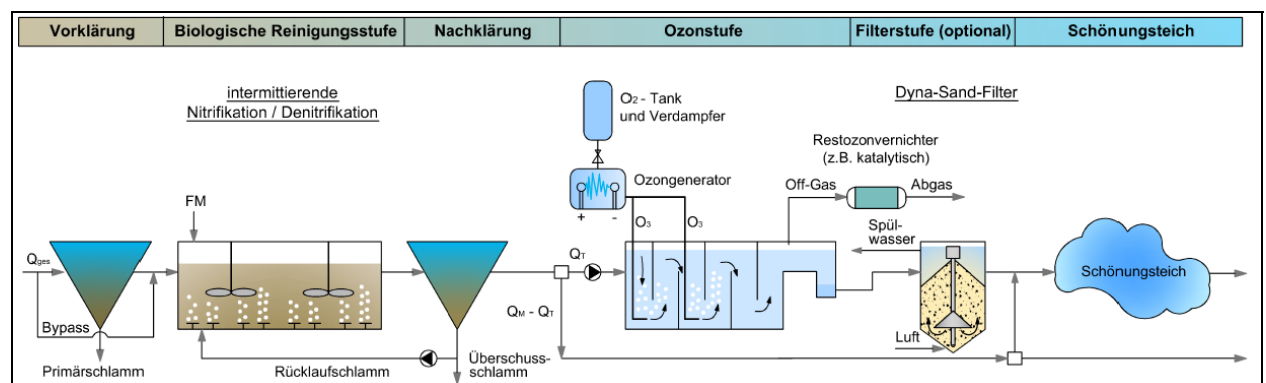 Vorklärung
Biologische Reinigungsstufe
Nachklärung
Ozonstufe
Filterstufe (optional)
Schönungsteich
intermittierende
Nitrifikation / Denitrifikation
O2 - Tank
und Verdampfer
Dyna-Sand-Filter
Restozonvernichter
(z.B. katalytisch)
Ozongenerator
Off-Gas
Abgas
+
-
FM
O3
O3
Spül-
wasser
Qges
QT
Schönungsteich
Bypass
QM - QT
Luft
Primärschlamm
Rücklaufschlamm
Überschuss-
schlamm